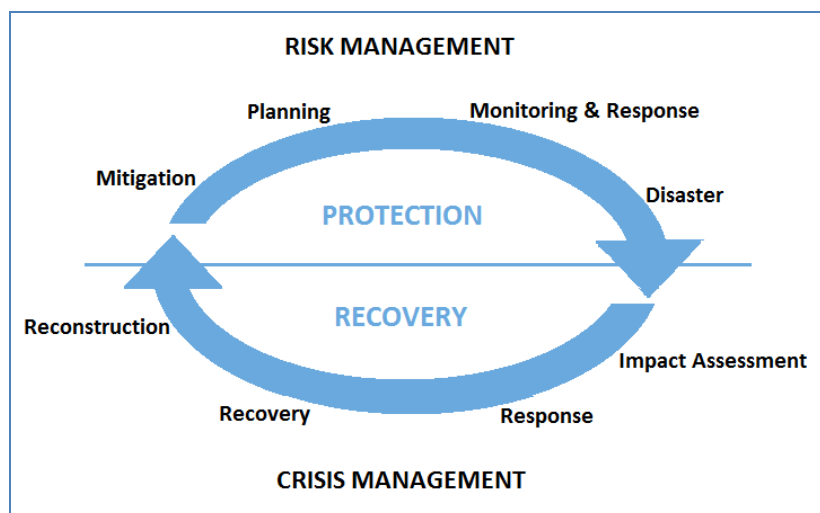 RISK MANAGEMENT
Planning
Monitoring & Response
Mitigation
Disaster
PROTECTION
RECOVERY
Reconstruction
Impact Assessment
Recovery
Response
CRISIS MANAGEMENT